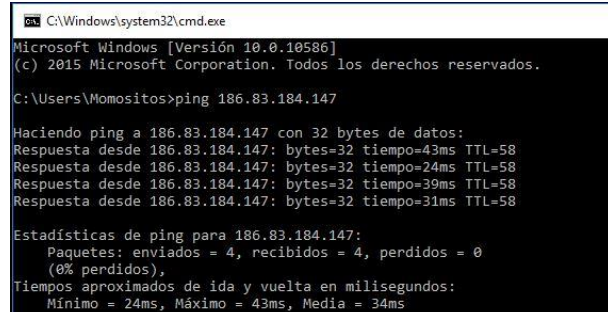 C:\Windows\system32\cmd.exe
Microsoft Windows [Versión 10.0.10586]
(c) 2015 Microsoft Corporation. Todos los derechos reservados.
C:\Users\Momositos>ping 186.83.184.147
Haciendo ping a 186.83.184.147 con 32 bytes de datos:
Respuesta desde 186.83.184.147: bytes=32 tiempo=43ms TTL=58
Respuesta desde 186.83.184.147: bytes=32 tiempo=24ms TTL=58
Respuesta desde 186.83.184.147: bytes=32 tiempo=39ms TTL=58
Respuesta desde 186.83.184.147: bytes=32 tiempo=31ms TTL=58
Estadísticas de ping para 186.83.184.147:
Paquetes: enviados = 4, recibidos = 4, perdidos = 0
(0% perdidos),
Tiempos aproximados de ida y vuelta en milisegundos:
Mínimo = 24ms, Máximo = 43ms, Media = 34ms